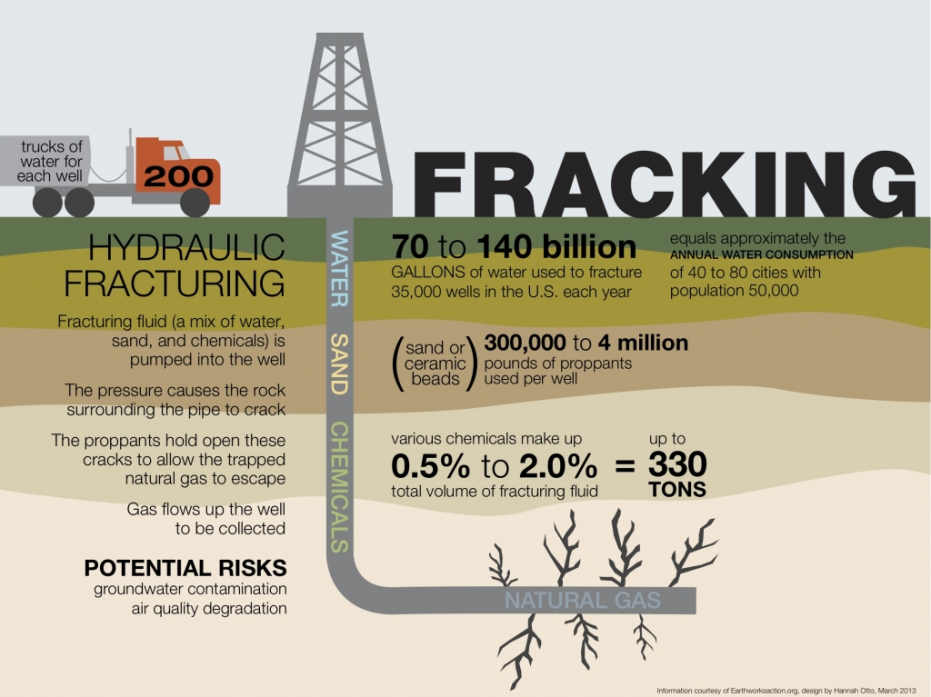 trucks of
water for
each well
200
FRACKING
HYDRAULIC
FRACTURING
Fracturing fluid (a mix of water,
sand, and chemicals) is
pumped into the well
The pressure causes the rock
surrounding the pipe to crack
The proppants hold open these
cracks to allow the trapped
natural gas to escape
Gas flows up the well
to be collected
POTENTIAL RISKS
groundwater contamination
air quality degradation
WATER
SAND
CHEMICALS
70 to 140 billion
GALLONS of water used to fracture
35,000 wells in the U.S. each year
equals approximately the
ANNUAL WATER CONSUMPTION
of 40 to 80 cities with
population 50,000
(sand or
ceramic
beads)
300,000 to 4 million
pounds of proppants
used per well
various chemicals make up
0.5% to 2.0%
total volume of fracturing fluid
=
up to
330
TONS
NATURAL GAS
Information courtesy of Earthworksaction.org, design by Hannah Otto, March 2013